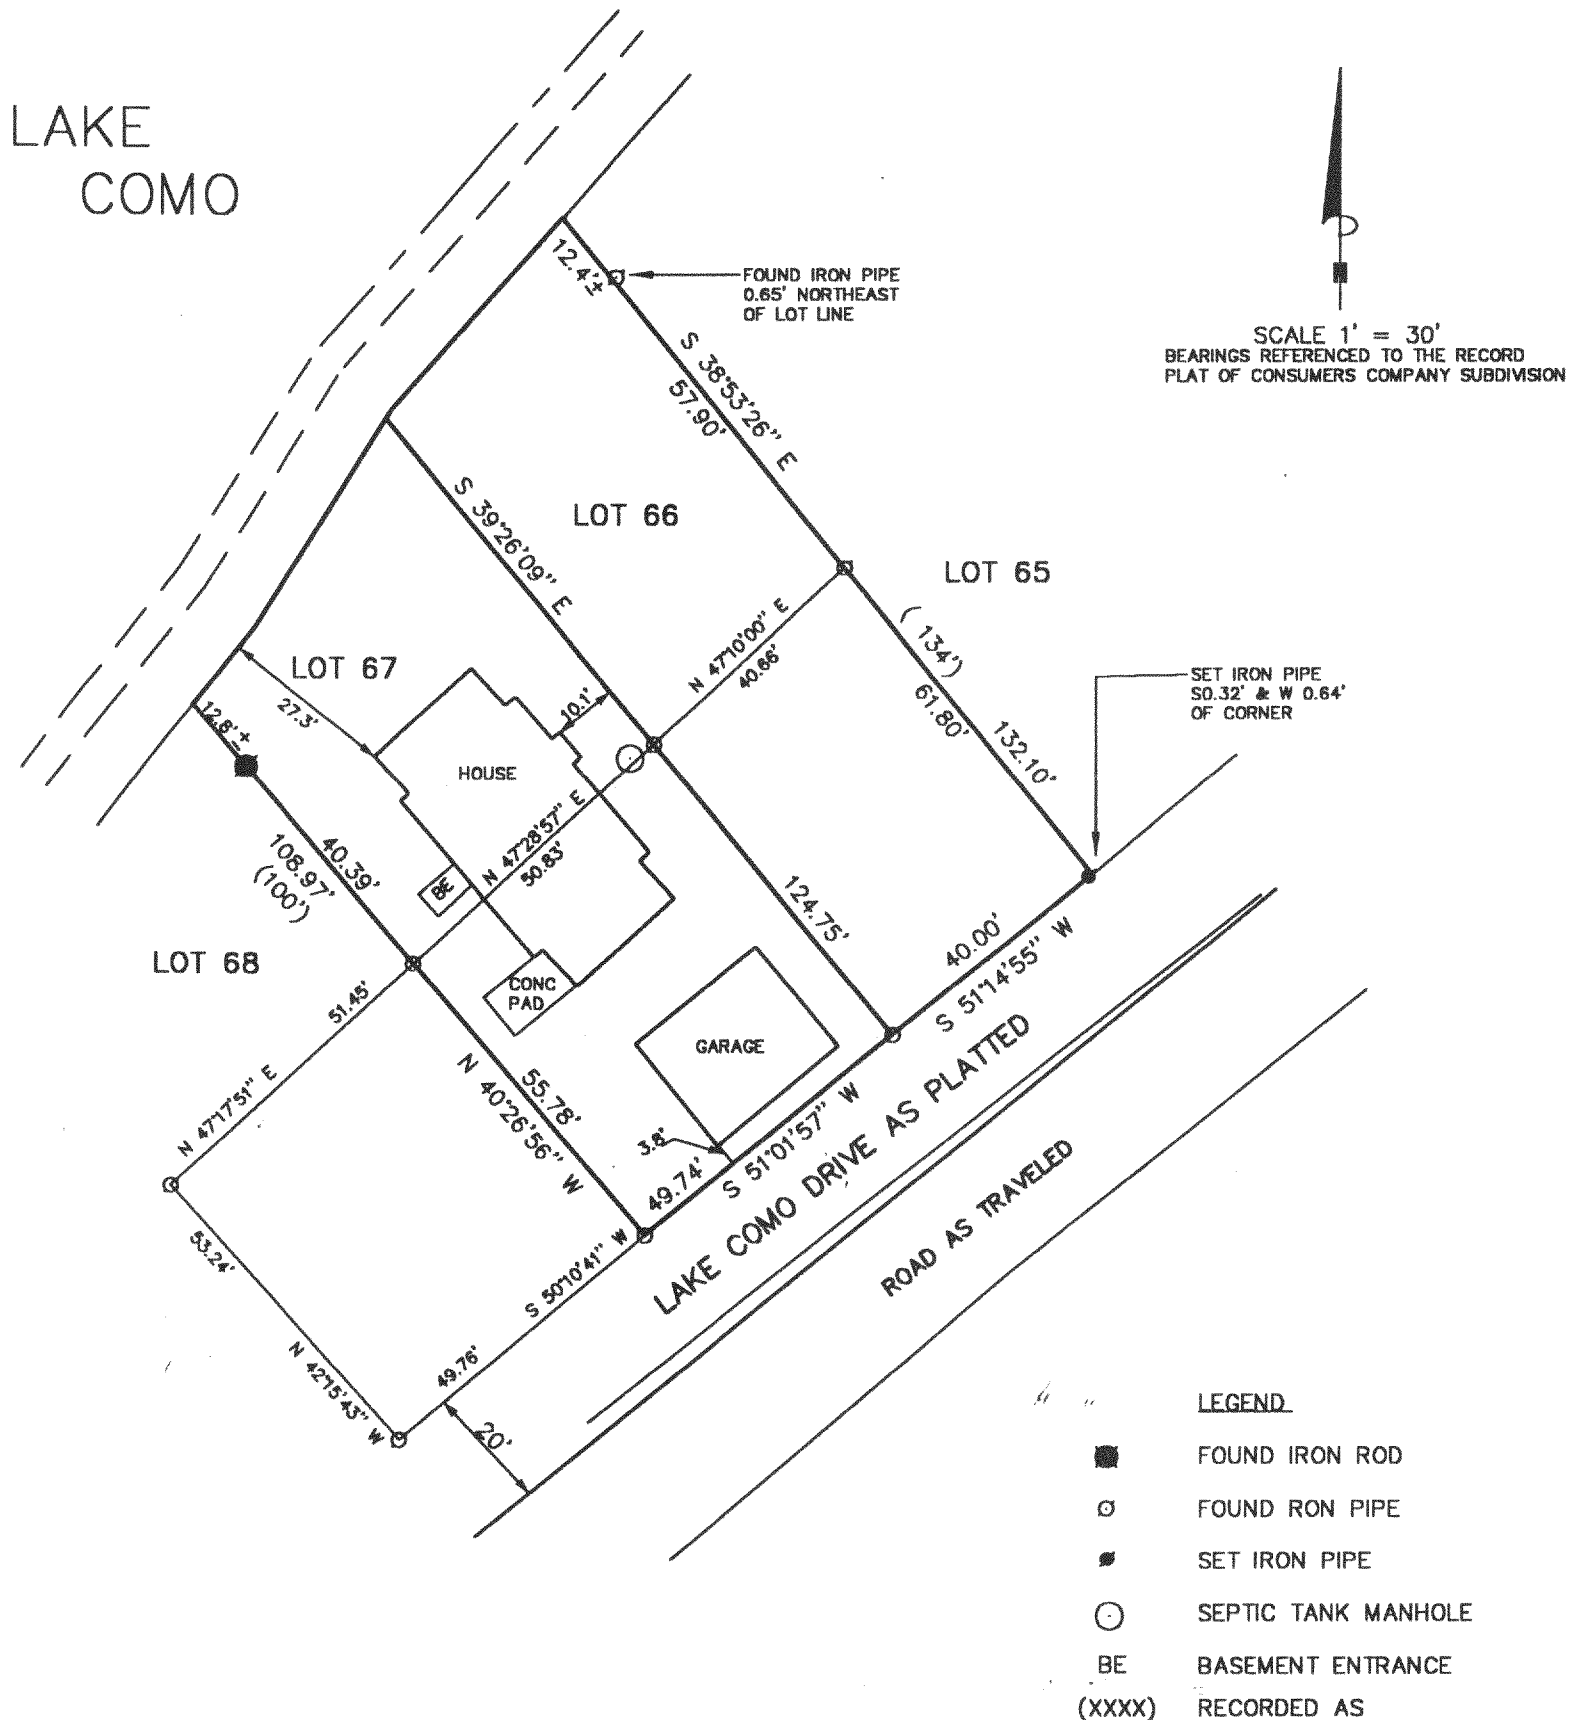 LAKE
COMO
12.4'±
FOUND IRON PIPE
0.65' NORTHEAST
OF LOT LINE
SCALE 1' = 30'
BEARINGS REFERENCED TO THE RECORD
PLAT OF CONSUMERS COMPANY SUBDIVISION
S 38°53'26" E
57.90'
S 39°26'09" E
LOT 66
LOT 65
N 47°10'00" E
40.66'
(134')
61.80'
132.10'
SET IRON PIPE
S0.32' & W 0.64'
OF CORNER
LOT 67
27.3'
10.1'
12.8'±
HOUSE
N 47°28'57" E
50.83'
40.39'
108.97'
(100')
BE
124.75'
LOT 68
CONC
PAD
51.45'
N 47°17'51" E
GARAGE
40.00'
S 51°14'55" W
55.78'
N 40°26'56" W
3.8'
49.74'
S 51°01'57" W
LAKE COMO DRIVE AS PLATTED
ROAD AS TRAVELED
53.24'
N 42°15'43" W
S 50°10'41" W
49.76'
20'
LEGEND
FOUND IRON ROD
FOUND RON PIPE
SET IRON PIPE
SEPTIC TANK MANHOLE
BE BASEMENT ENTRANCE
(XXXX) RECORDED AS